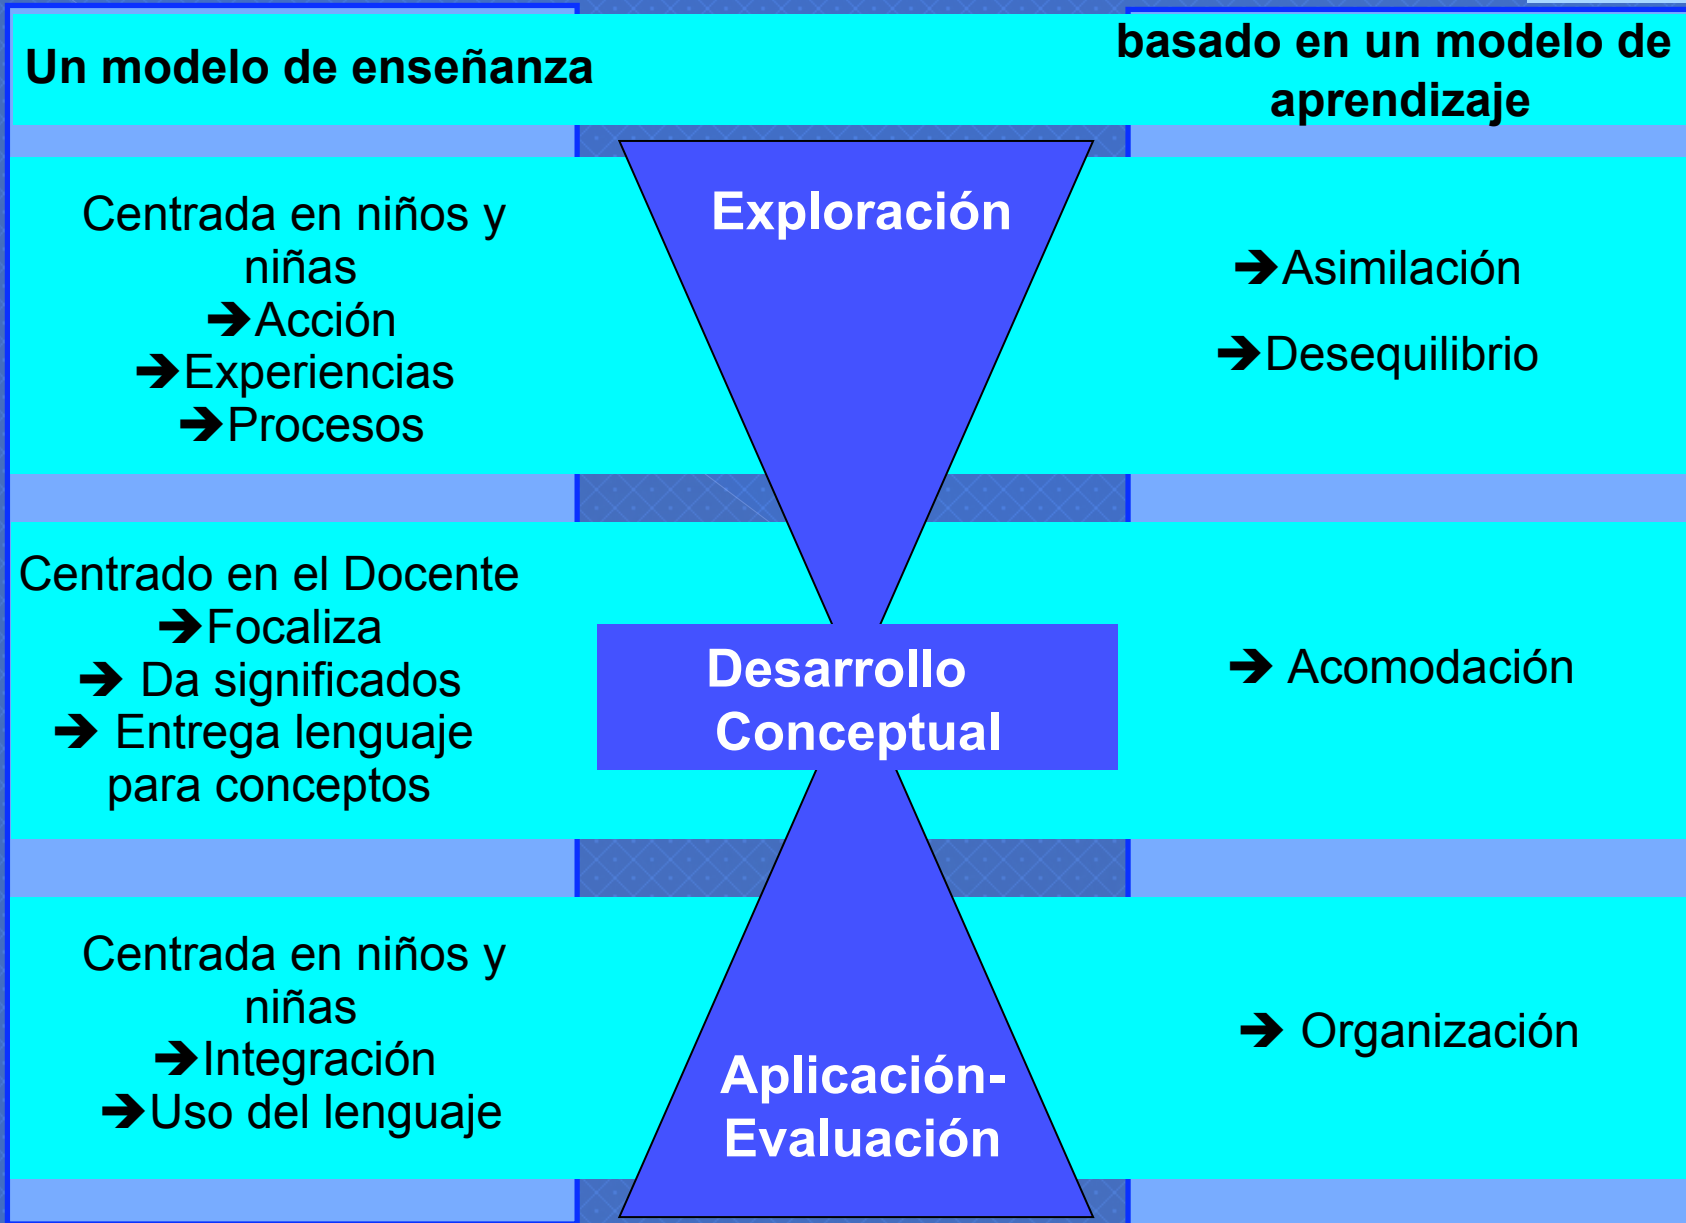 Un modelo de enseñanza
basado en un modelo de
aprendizaje
Centrada en niños y
niñas
➔Acción
➔Experiencias
➔Procesos
Exploración
➔Asimilación
➔Desequilibrio
Centrado en el Docente
➔Focaliza
➔ Da significados
➔ Entrega lenguaje
para conceptos
Desarrollo
Conceptual
➔ Acomodación
Centrada en niños y
niñas
➔Integración
➔Uso del lenguaje
Aplicación-
Evaluación
➔ Organización